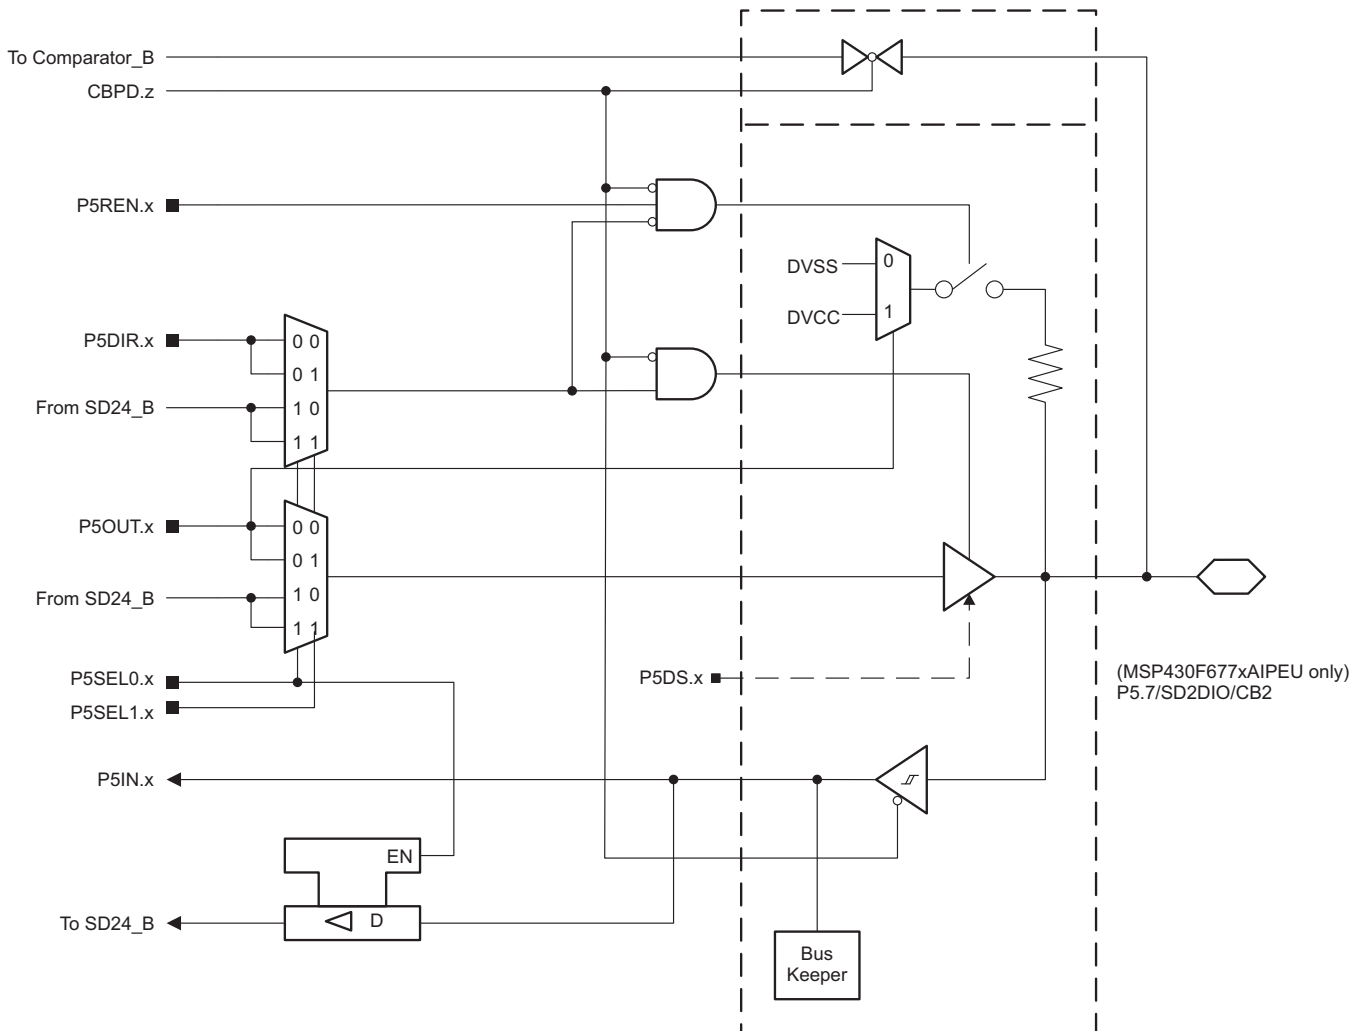 To Comparator_B
CBPD.z
P5REN.x
DVSS
0
DVCC
1
P5DIR.x
0 0
0 1
From SD24_B
1 0
1 1
P5OUT.x
0 0
0 1
From SD24_B
1 0
1 1
P5SEL0.x
P5SEL1.x
P5DS.x
(MSP430F677xAIPEU only)
P5.7/SD2DIO/CB2
P5IN.x
EN
To SD24_B
D
Bus
Keeper